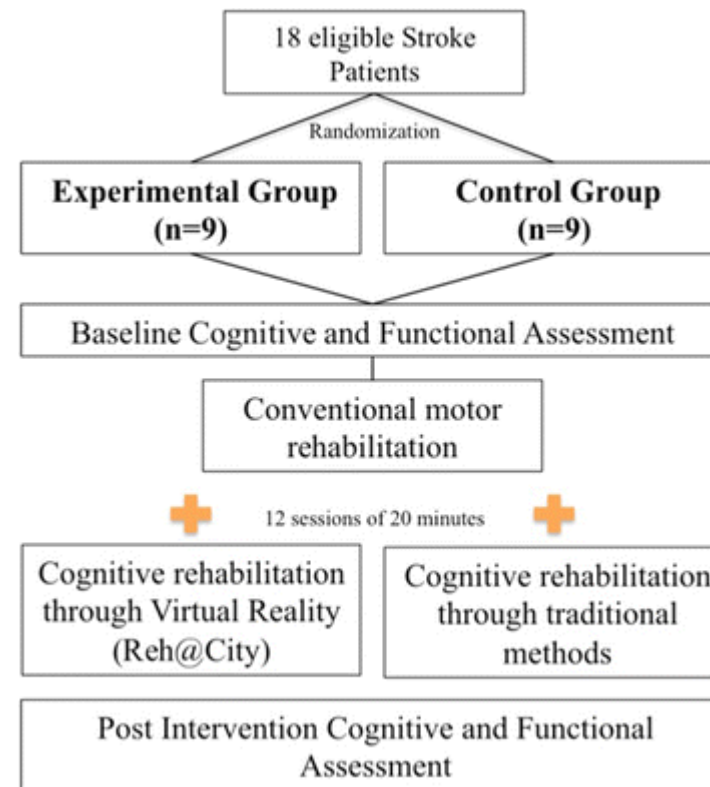 18 eligible Stroke
Patients
Randomization
Experimental Group
(n=9)
Control Group
(n=9)
Baseline Cognitive and Functional Assessment
Conventional motor
rehabilitation
12 sessions of 20 minutes
Cognitive rehabilitation
through Virtual Reality
(Reh@City)
Cognitive rehabilitation
through traditional
methods
Post Intervention Cognitive and Functional
Assessment